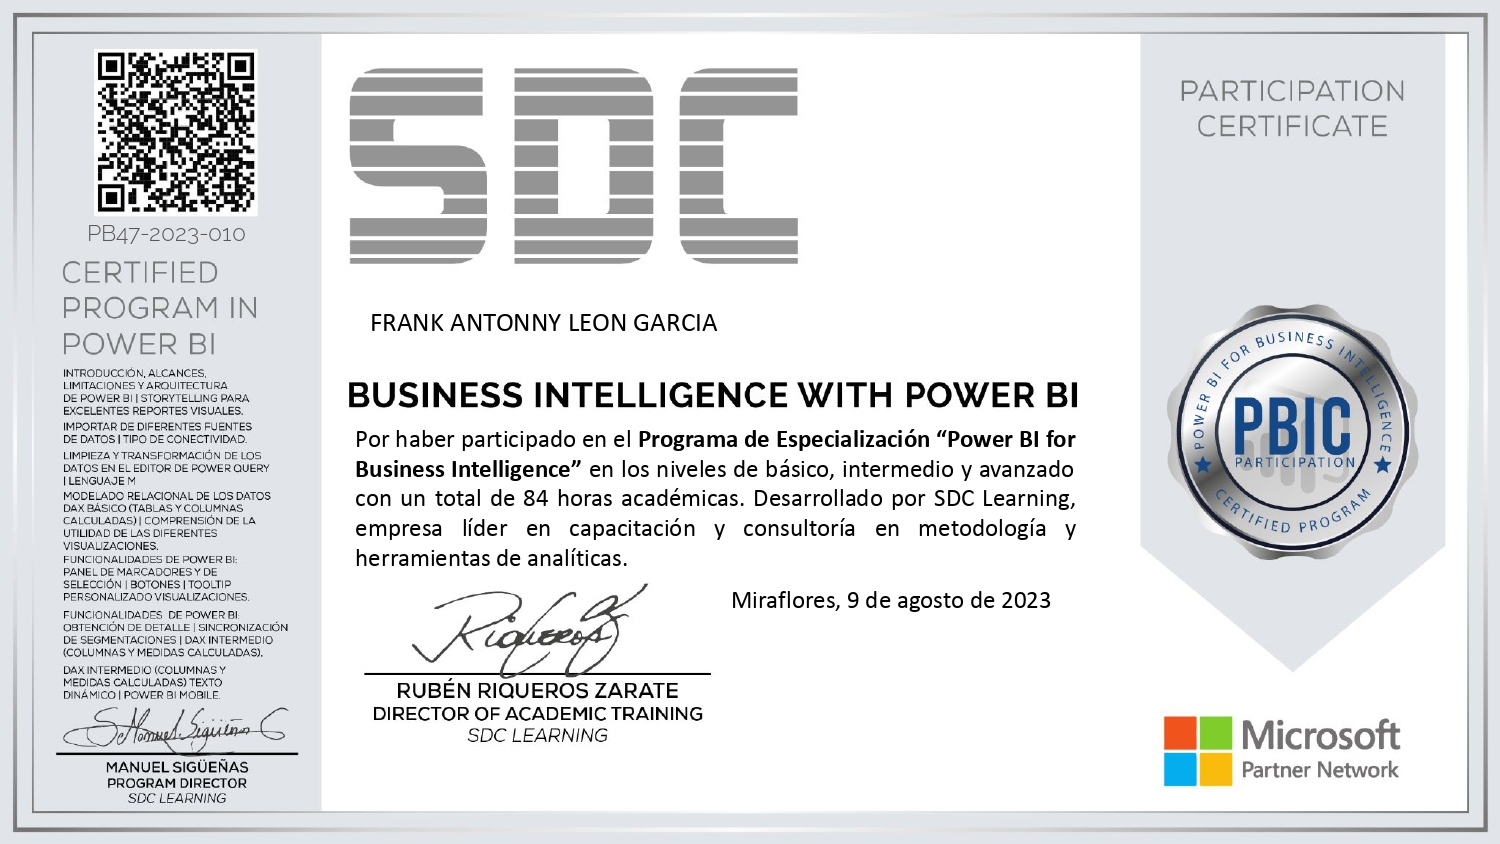 PB47-2023-010
CERTIFIED
PROGRAM IN
POWER BI
INTRODUCCIÓN, ALCANCES,
LIMITACIONES Y ARQUITECTURA
DE POWER BI | STORYTELLING PARA
EXCELENTES REPORTES VISUALES.
IMPORTAR DE DIFERENTES FUENTES
DE DATOS | TIPO DE CONECTIVIDAD.
LIMPIEZA Y TRANSFORMACIÓN DE LOS
DATOS EN EL EDITOR DE POWER QUERY
| LENGUAJE M
MODELADO RELACIONAL DE LOS DATOS
DAX BÁSICO (TABLAS Y COLUMNAS
CALCULADAS) | COMPRENSIÓN DE LA
UTILIDAD DE LAS DIFERENTES
VISUALIZACIONES.
FUNCIONALIDADES DE POWER BI:
PANEL DE MARCADORES Y DE
SELECCIÓN | BOTONES | TOOLTIP
PERSONALIZADO VISUALIZACIONES.
FUNCIONALIDADES DE POWER BI:
OBTENCIÓN DE DETALLE | SINCRONIZACIÓN
DE SEGMENTACIONES | DAX INTERMEDIO
(COLUMNAS Y MEDIDAS CALCULADAS).
DAX INTERMEDIO (COLUMNAS Y
MEDIDAS CALCULADAS) TEXTO
DINÁMICO | POWER BI MOBILE.
MANUEL SIGÜEÑAS
PROGRAM DIRECTOR
SDC LEARNING
SDC
FRANK ANTONNY LEON GARCIA
BUSINESS INTELLIGENCE WITH POWER BI
Por haber participado en el Programa de Especialización “Power BI for
Business Intelligence” en los niveles de básico, intermedio y avanzado
con un total de 84 horas académicas. Desarrollado por SDC Learning,
empresa líder en capacitación y consultoría en metodología y
herramientas de analíticas.
Miraflores, 9 de agosto de 2023
Riqueros
RUBÉN RIQUEROS ZARATE
DIRECTOR OF ACADEMIC TRAINING
SDC LEARNING
PARTICIPATION
CERTIFICATE
POWER BI FOR BUSINESS INTELLIGENCE
PBIC
PARTICIPATION
CERTIFIED PROGRAM
Microsoft
Partner Network